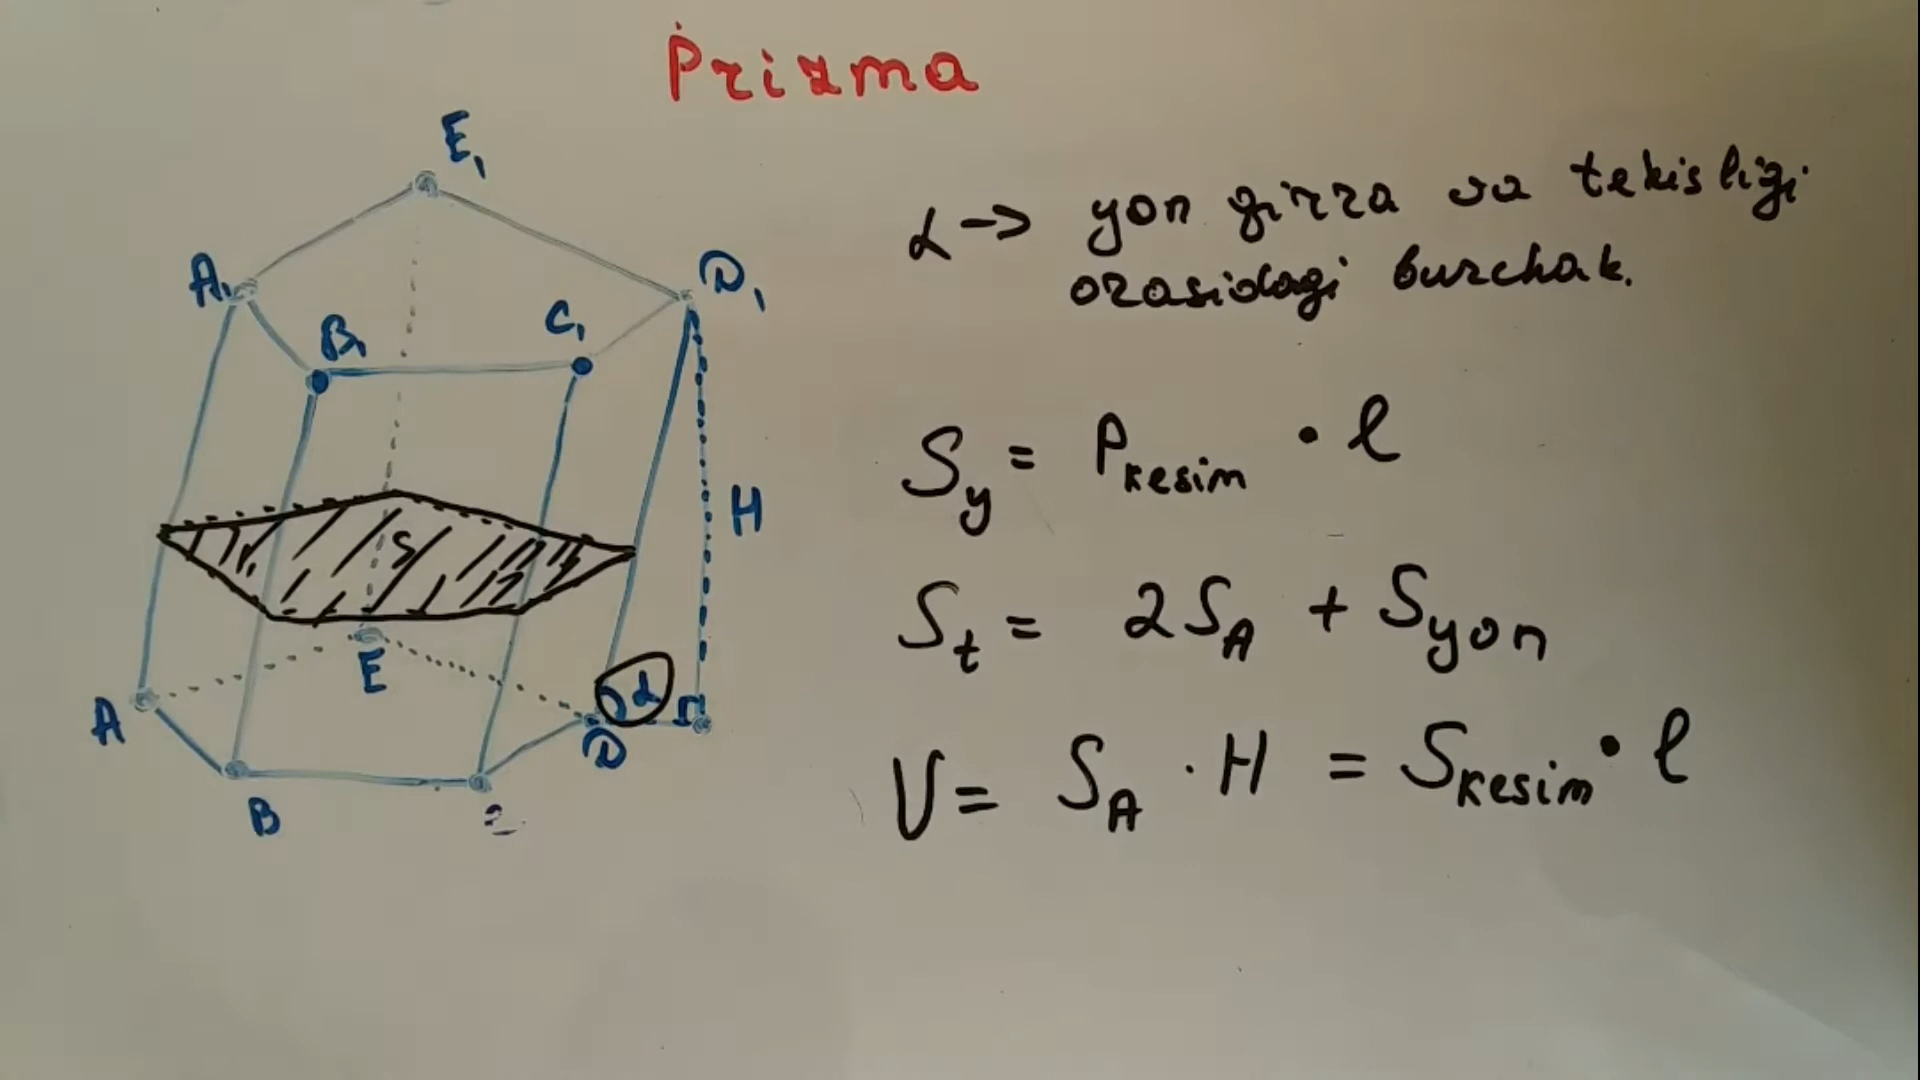 Prizma
E₁
A₁
B₁
C₁
D₁
H
S
E
A
B
D
α
α → yon qirra va tekisligi
orasidagi burchak.
Sy = Pkesim · l
St = 2SA + Syon
V = SA · H = Skesim · l